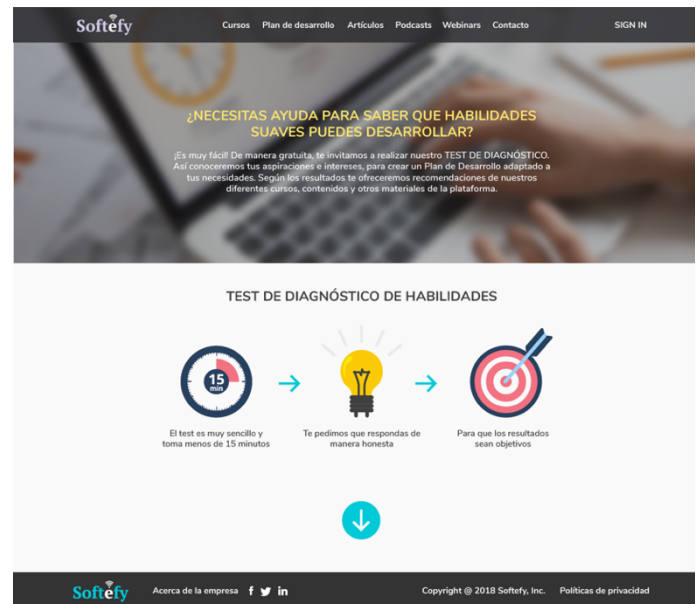 Softefy
Cursos Plan de desarrollo Artículos Podcasts Webinars Contacto SIGN IN
¿NECESITAS AYUDA PARA SABER QUE HABILIDADES
SUAVES PUEDES DESARROLLAR?
¡Es muy fácil! De manera gratuita, te invitamos a realizar nuestro TEST DE DIAGNÓSTICO.
Así conoceremos tus aspiraciones e intereses, para crear un Plan de Desarrollo adaptado a
tus necesidades. Según los resultados te ofreceremos recomendaciones de nuestros
diferentes cursos, contenidos y otros materiales de la plataforma.
TEST DE DIAGNÓSTICO DE HABILIDADES
15
min
El test es muy sencillo y
toma menos de 15 minutos
Te pedimos que respondas de
manera honesta
Para que los resultados
sean objetivos
Softefy
Acerca de la empresa
Copyright @ 2018 Softefy, Inc. Políticas de privacidad